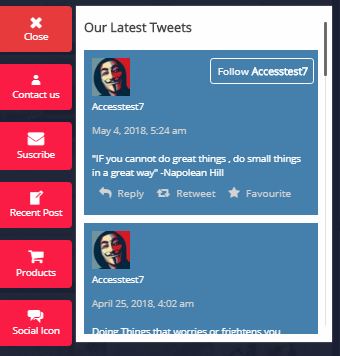 Close
Contact us
Suscribe
Recent Post
Products
Social Icon
Our Latest Tweets
Follow Accesstest7
Accesstest7
May 4, 2018, 5:24 am
"IF you cannot do great things , do small things
in a great way" -Napolean Hill
Reply Retweet Favourite
Accesstest7
April 25, 2018, 4:02 am
Doing Things that worries or frightens you